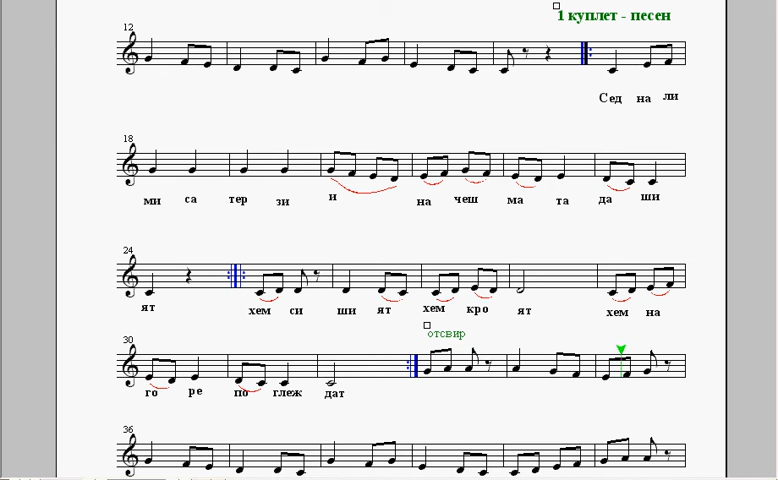 1 куплет - песен
12
Сед на ли
18
ми са тер зи и на чеш ма та да ши
24
ят хем си ши ят хем кро ят хем на
отсвир
30
го ре по глеж дат
36